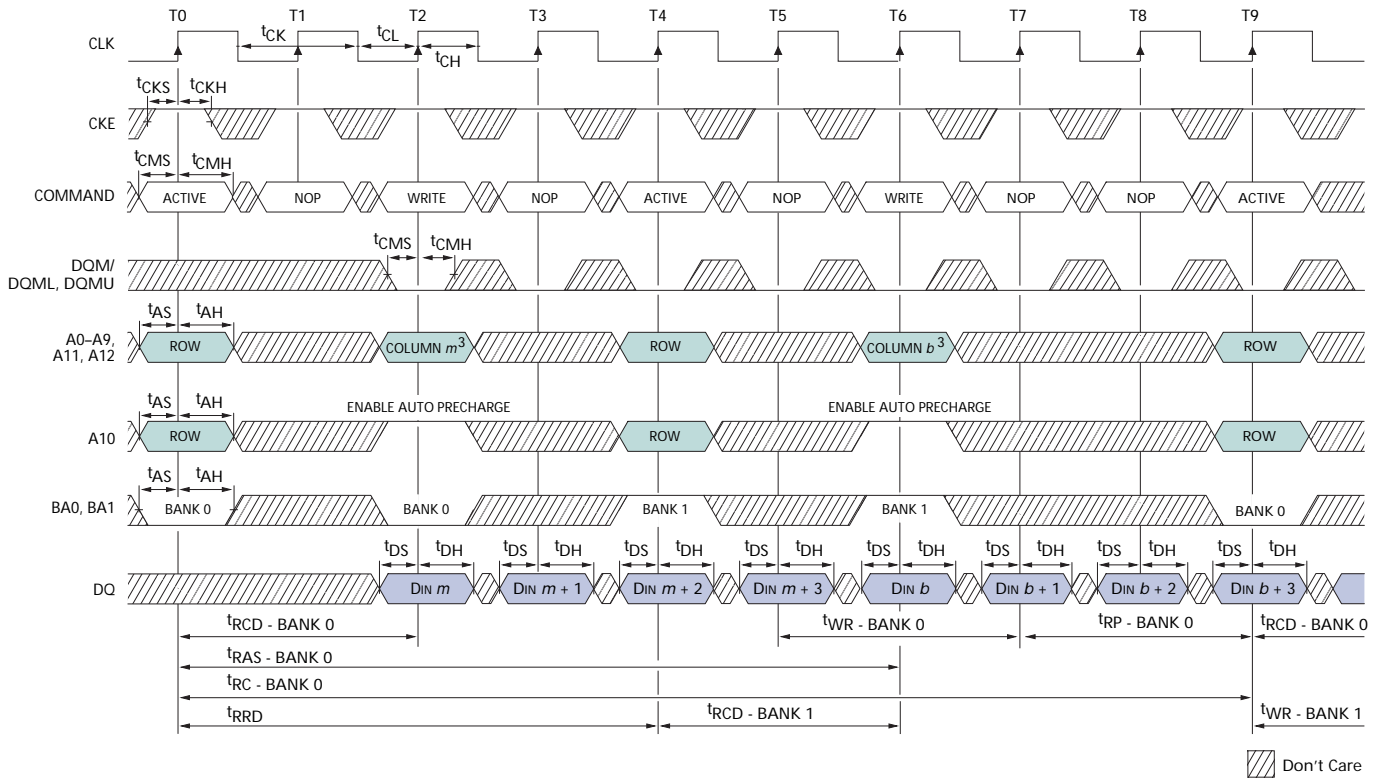 T0 T1 T2 T3 T4 T5 T6 T7 T8 T9
CLK
tCK tCL
tCH
tCKS tCKH
CKE
tCMS tCMH
COMMAND ACTIVE NOP WRITE NOP ACTIVE NOP WRITE NOP NOP ACTIVE
tCMS tCMH
DQM/
DQML, DQMU
tAS tAH
A0–A9,
A11, A12
ROW COLUMN m3 ROW COLUMN b3 ROW
tAS tAH
ENABLE AUTO PRECHARGE ENABLE AUTO PRECHARGE
A10 ROW ROW ROW
tAS tAH
BA0, BA1 BANK 0 BANK 0 BANK 1 BANK 1 BANK 0
tDS tDH tDS tDH tDS tDH tDS tDH tDS tDH tDS tDH tDS tDH tDS tDH
DQ DIN m DIN m + 1 DIN m + 2 DIN m + 3 DIN b DIN b + 1 DIN b + 2 DIN b + 3
tRCD - BANK 0 tWR - BANK 0 tRP - BANK 0 tRCD - BANK 0
tRAS - BANK 0
tRC - BANK 0
tRRD tRCD - BANK 1 tWR - BANK 1
Don't Care